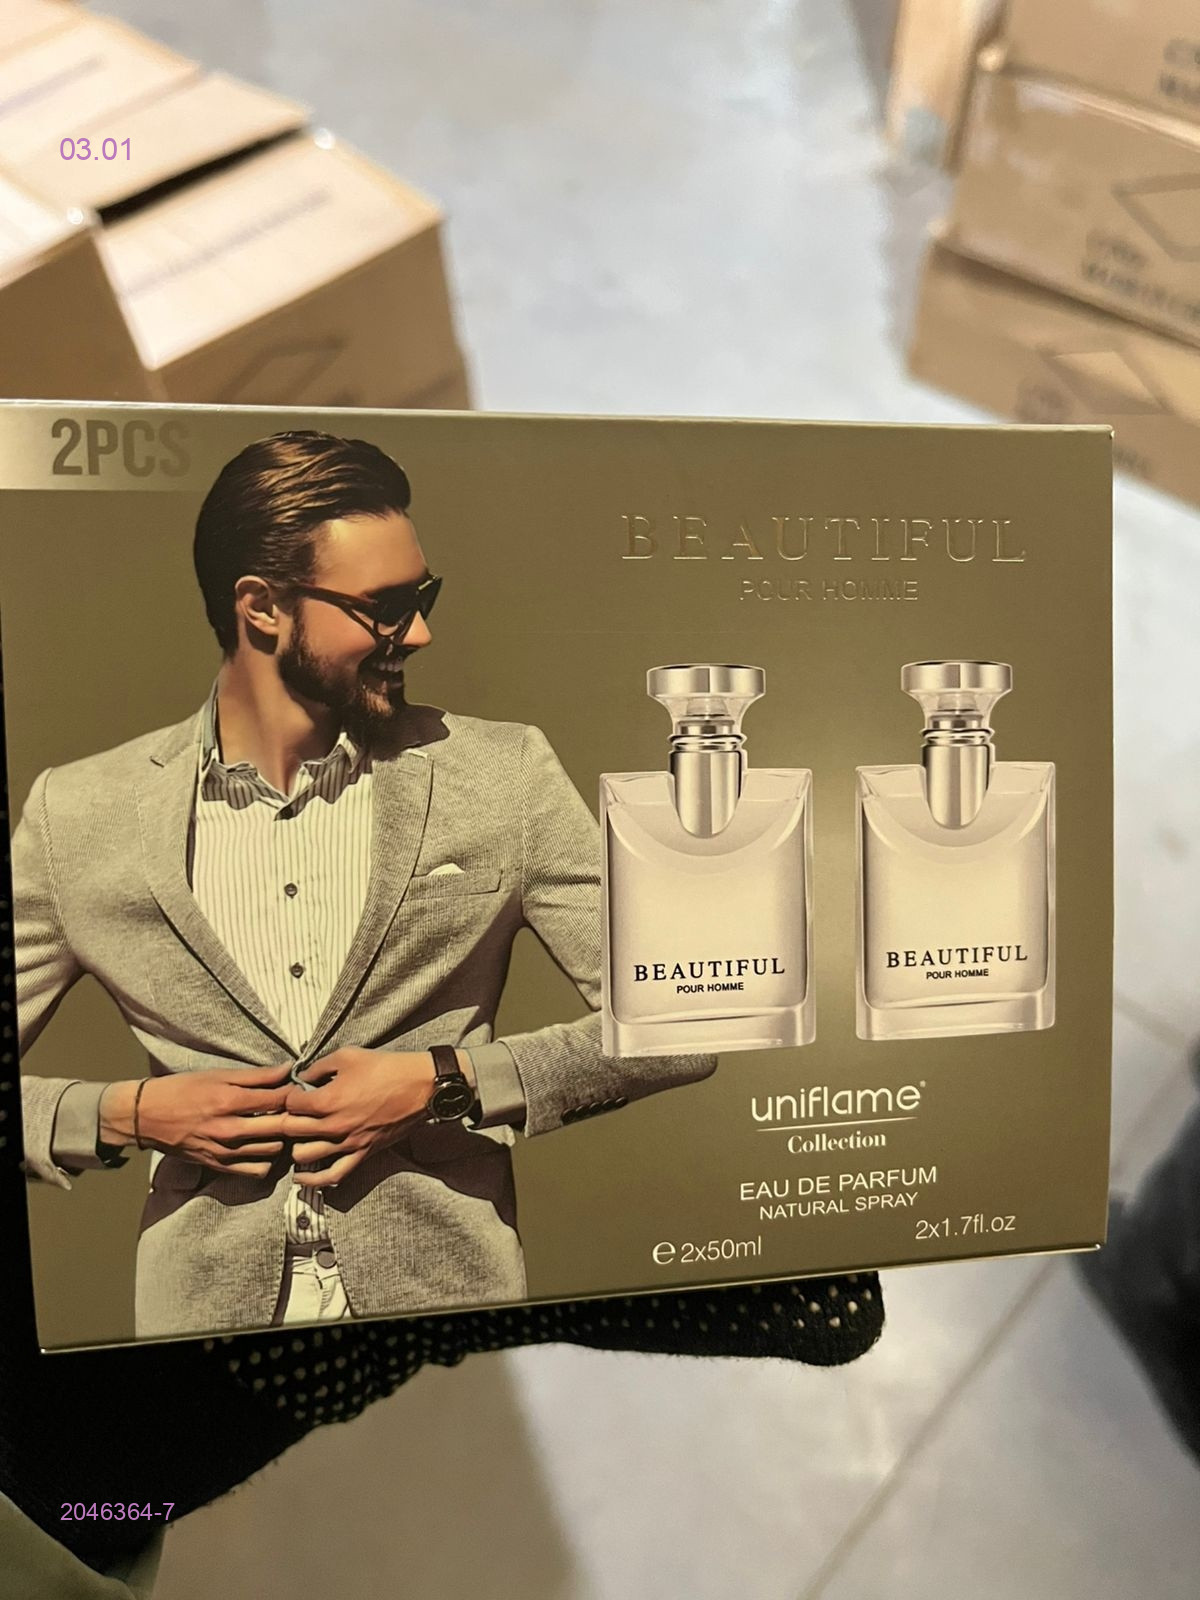 03.01
2PCS
BEAUTIFUL
POUR HOMME
BEAUTIFUL
POUR HOMME
BEAUTIFUL
POUR HOMME
uniflame
Collection
EAU DE PARFUM
NATURAL SPRAY
℮ 2x50ml
2x1.7fl.oz
2046364-7